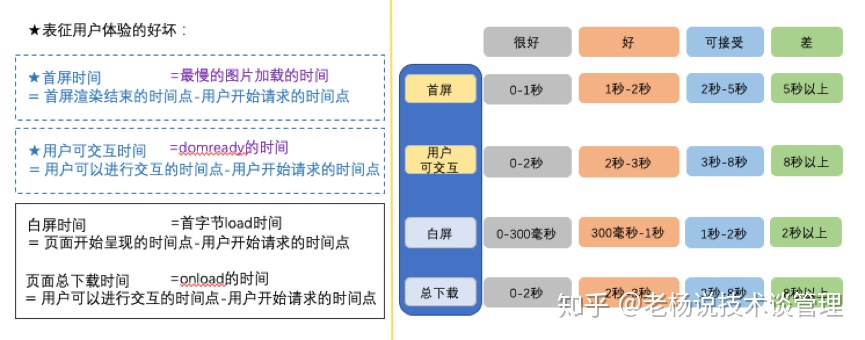 ★表征用户体验的好坏：
★首屏时间 =最慢的图片加载的时间
= 首屏渲染结束的时间点-用户开始请求的时间点
★用户可交互时间 =domready的时间
= 用户可以进行交互的时间点-用户开始请求的时间点
白屏时间 =首字节load时间
= 页面开始呈现的时间点-用户开始请求的时间点
页面总下载时间 =onload的时间
= 用户可以进行交互的时间点-用户开始请求的时间点
很好 好 可接受 差
首屏 0-1秒 1秒-2秒 2秒-5秒 5秒以上
用户
可交互 0-2秒 2秒-3秒 3秒-8秒 8秒以上
白屏 0-300毫秒 300毫秒-1秒 1秒-2秒 2秒以上
总下载 0-2秒 2秒-3秒 3秒-8秒 8秒以上
知乎 @老杨说技术谈管理